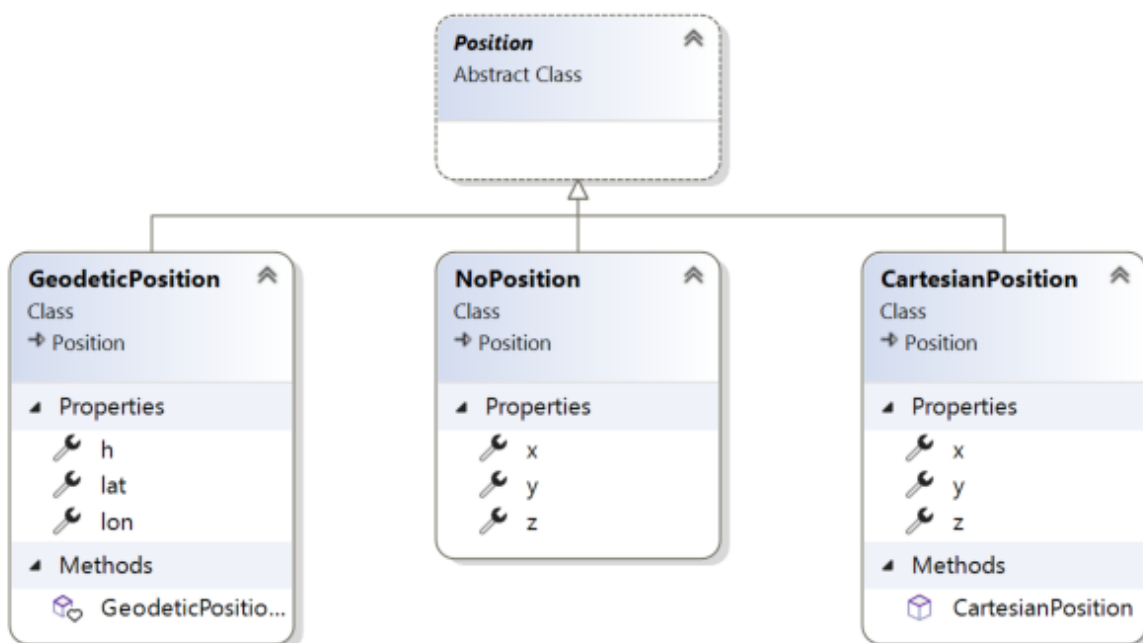 Position
Abstract Class
GeodeticPosition
Class
Position
Properties
h
lat
lon
Methods
GeodeticPositio...
NoPosition
Class
Position
Properties
x
y
z
CartesianPosition
Class
Position
Properties
x
y
z
Methods
CartesianPosition